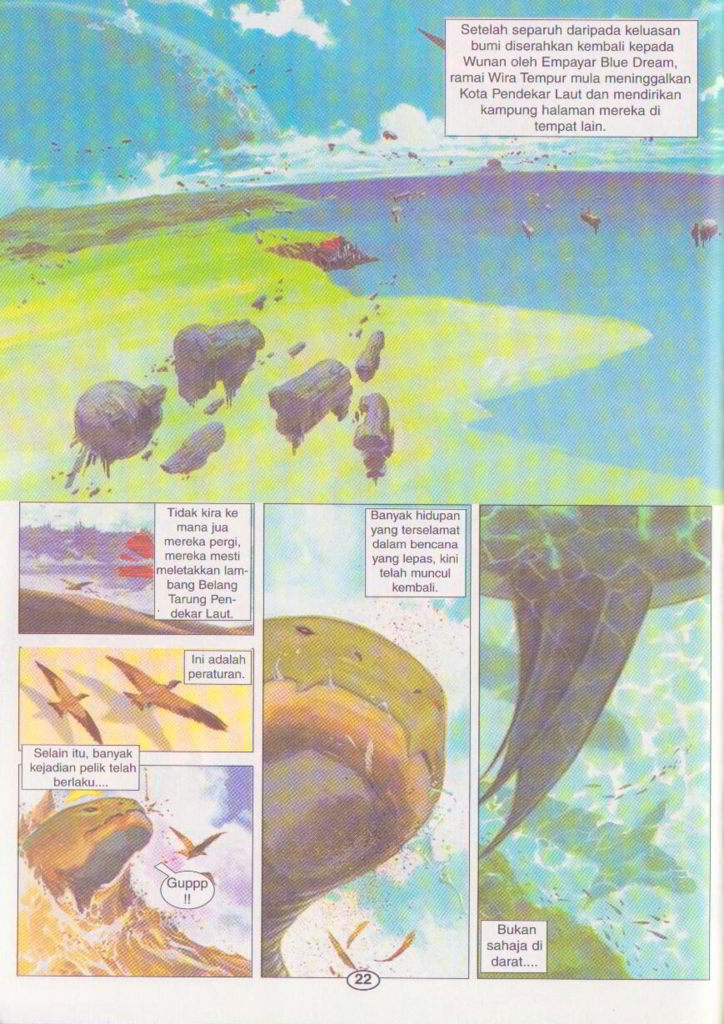 Setelah separuh daripada keluasan
bumi diserahkan kembali kepada
Wunan oleh Empayar Blue Dream,
ramai Wira Tempur mula meninggalkan
Kota Pendekar Laut dan mendirikan
kampung halaman mereka di
tempat lain.
Tidak kira ke
mana jua
mereka pergi,
mereka mesti
meletakkan lam-
bang Belang
Tarung Pen-
dekar Laut.
Ini adalah
peraturan.
Selain itu, banyak
kejadian pelik telah
berlaku....
Guppp
!!
Banyak hidupan
yang terselamat
dalam bencana
yang lepas, kini
telah muncul
kembali.
Bukan
sahaja di
darat....
22